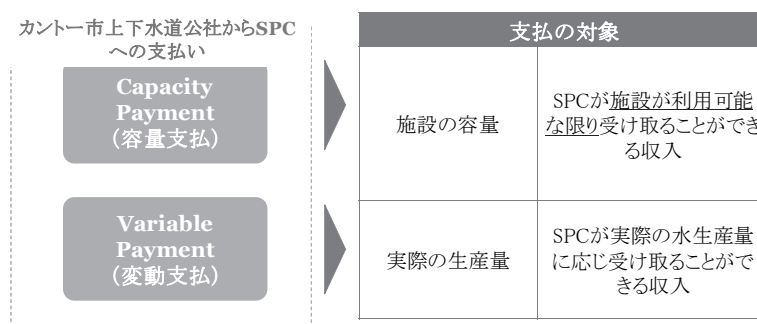 カントー市上下水道公社からSPC
への支払い
支払の対象
Capacity
Payment
（容量支払）
施設の容量
SPCが施設が利用可能
な限り受け取ることができ
る収入
Variable
Payment
（変動支払）
実際の生産量
SPCが実際の水生産量
に応じ受け取ることがで
きる収入